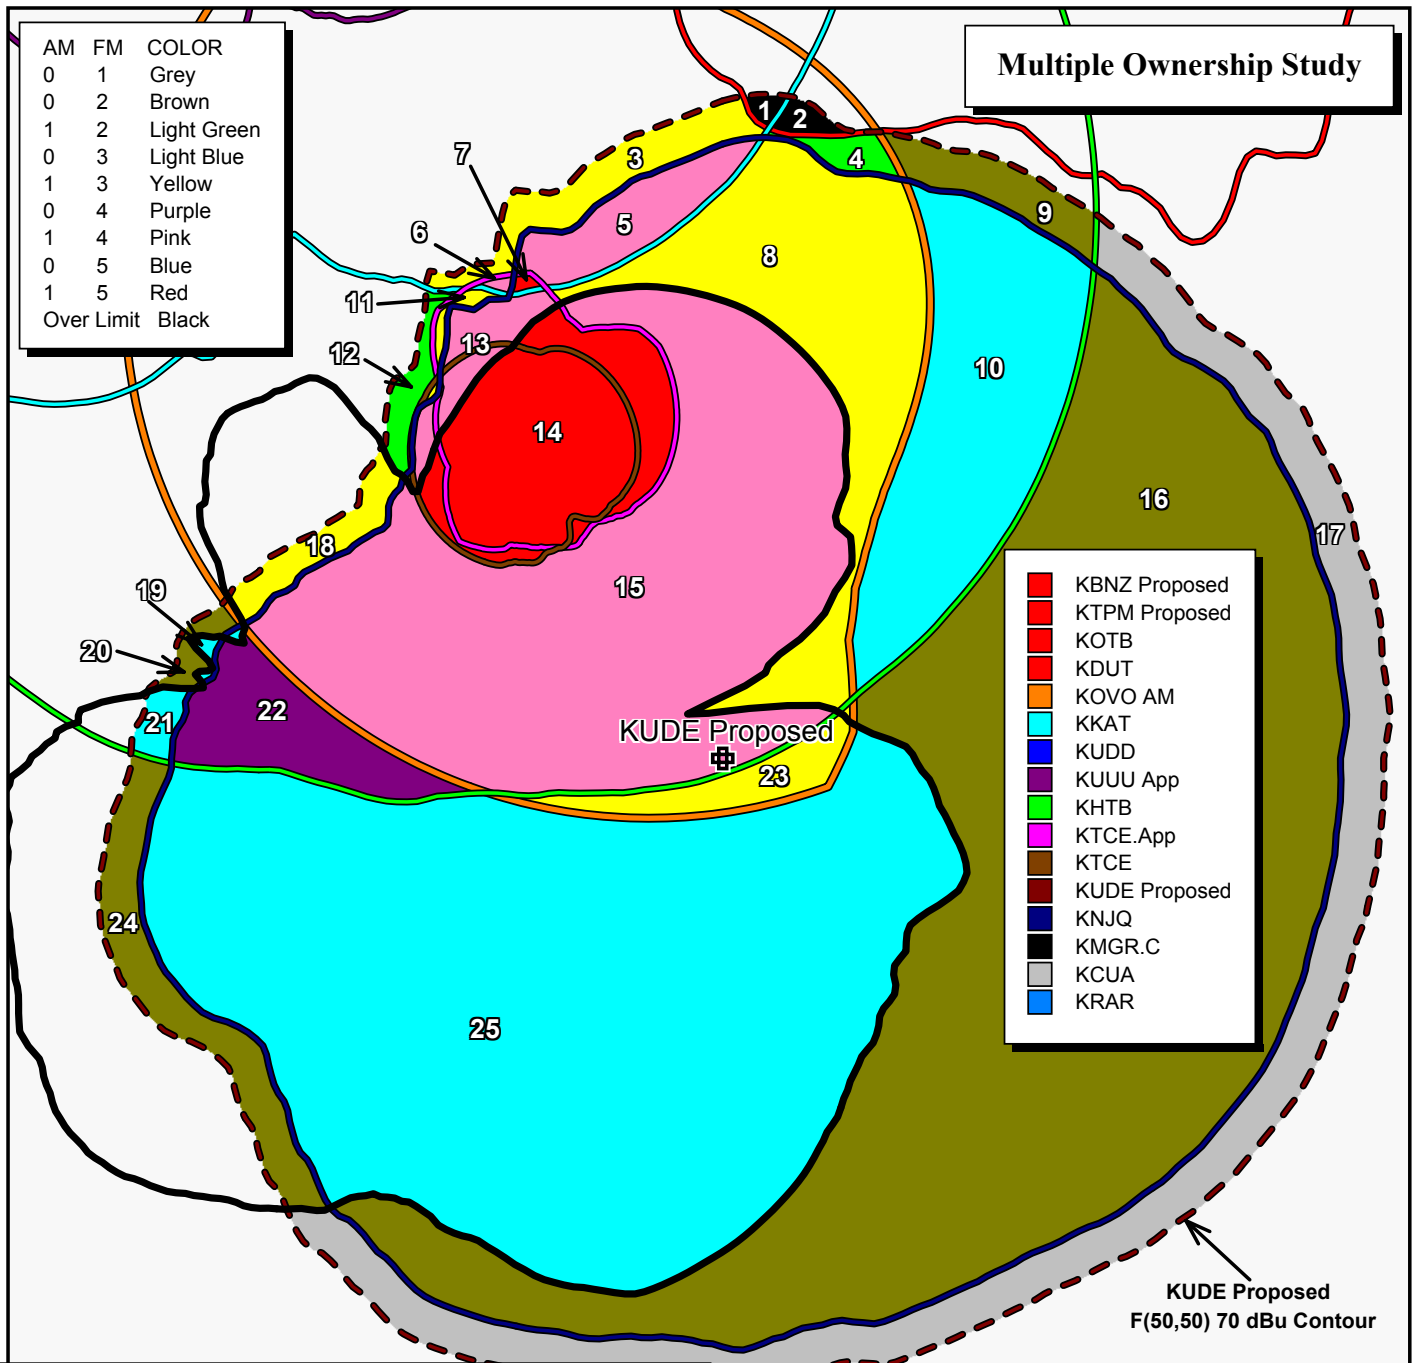 AM FM COLOR
0 1 Grey
0 2 Brown
1 2 Light Green
0 3 Light Blue
1 3 Yellow
0 4 Purple
1 4 Pink
0 5 Blue
1 5 Red
Over Limit Black
Multiple Ownership Study
1
2
3
4
7
5
6
8
9
11
12
13
10
14
16
17
18
15
19
20
21
22
KUDE Proposed
23
24
25
KBNZ Proposed
KTPM Proposed
KOTB
KDUT
KOVO AM
KKAT
KUDD
KUUU App
KHTB
KTCE.App
KTCE
KUDE Proposed
KNJQ
KMGR.C
KCUA
KRAR
KUDE Proposed
F(50,50) 70 dBu Contour